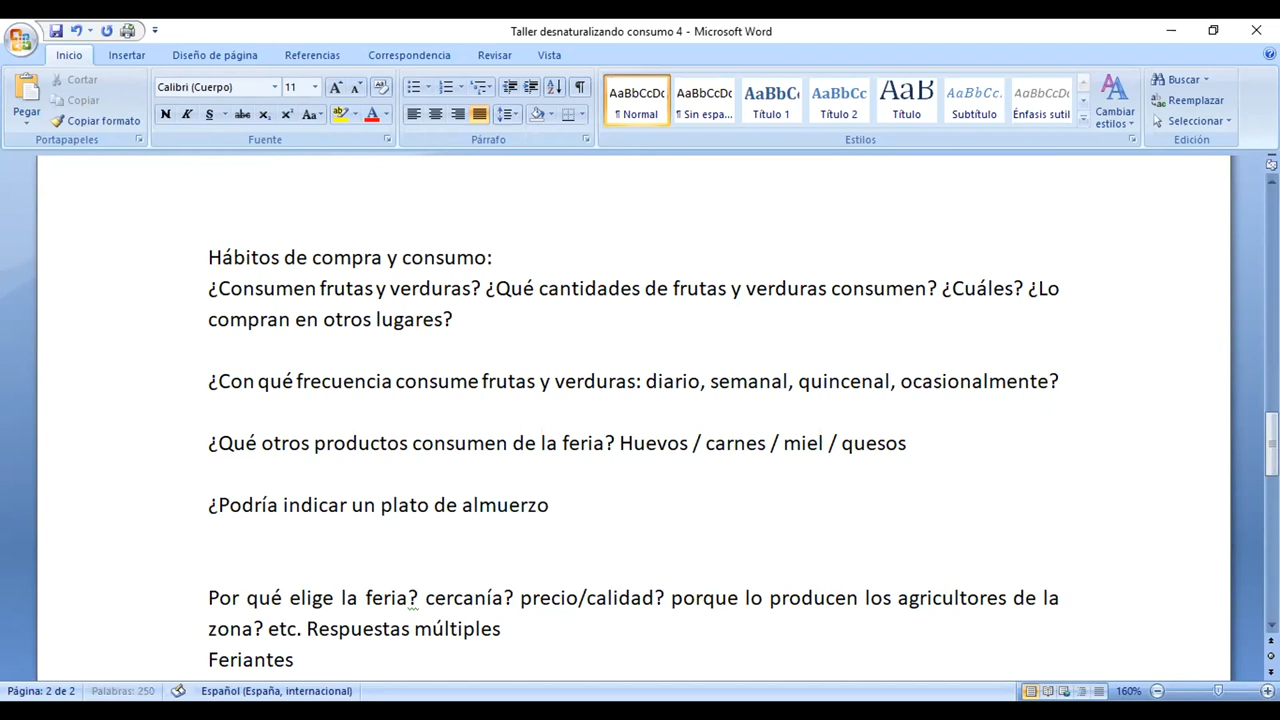 Taller desnaturalizando consumo 4 - Microsoft Word
Inicio Insertar Diseño de página Referencias Correspondencia Revisar Vista
Pegar
Cortar
Copiar
Copiar formato
Portapapeles
Calibri (Cuerpo) 11
N K S abc x₂ x² Aa
Fuente
Párrafo
AaBbCcDc AaBbCcDc AaBbC AaBbCc AaB AaBbCc. AaBbCcDc
¶ Normal ¶ Sin espa... Título 1 Título 2 Título Subtítulo Énfasis sutil
Cambiar estilos
Estilos
Buscar
Reemplazar
Seleccionar
Edición
Hábitos de compra y consumo:
¿Consumen frutas y verduras? ¿Qué cantidades de frutas y verduras consumen? ¿Cuáles? ¿Lo
compran en otros lugares?
¿Con qué frecuencia consume frutas y verduras: diario, semanal, quincenal, ocasionalmente?
¿Qué otros productos consumen de la feria? Huevos / carnes / miel / quesos
¿Podría indicar un plato de almuerzo
Por qué elige la feria? cercanía? precio/calidad? porque lo producen los agricultores de la
zona? etc. Respuestas múltiples
Feriantes
Página: 2 de 2 Palabras: 250 Español (España, internacional) 160%